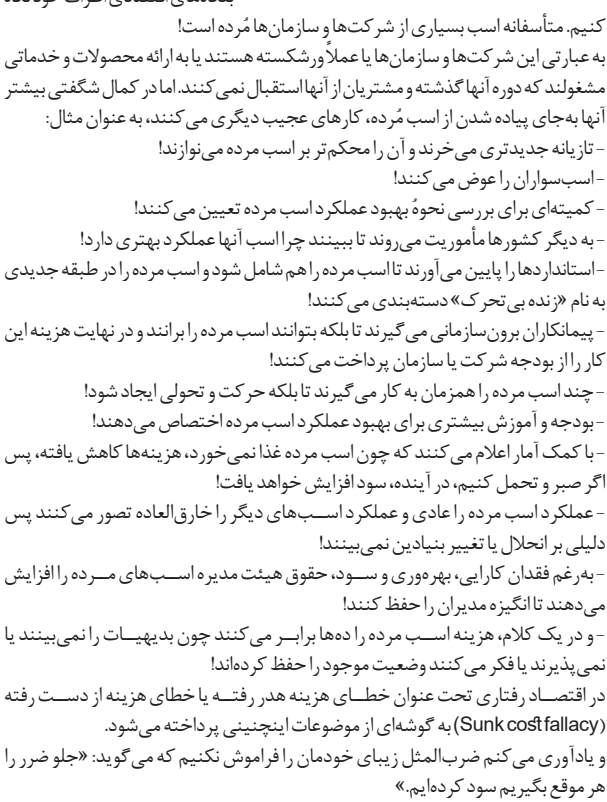 کنیم. متأسفانه اسب بسیاری از شرکت‌ها و سازمان‌ها مُرده است!
به عبارتی این شرکت‌ها و سازمان‌ها یا عملاً ورشکسته هستند یا به ارائه محصولات و خدماتی
مشغولند که دوره آنها گذشته و مشتریان از آنها استقبال نمی‌کنند. اما در کمال شگفتی بیشتر
آنها به‌جای پیاده شدن از اسب مُرده، کارهای عجیب دیگری می‌کنند، به عنوان مثال:
- تازیانه جدیدتری می‌خرند و آن را محکم‌تر بر اسب مرده می‌نوازند!
- اسب‌سواران را عوض می‌کنند!
- کمیته‌ای برای بررسی نحوهٔ بهبود عملکرد اسب مرده تعیین می‌کنند!
- به دیگر کشورها مأموریت می‌روند تا ببینند چرا اسب آنها عملکرد بهتری دارد!
- استانداردها را پایین می‌آورند تا اسب مرده را هم شامل شود و اسب مرده را در طبقه جدیدی
به نام «زنده بی‌تحرک» دسته‌بندی می‌کنند!
- پیمانکاران برون‌سازمانی می‌گیرند تا بلکه بتوانند اسب مرده را برانند و در نهایت هزینه این
کار را از بودجه شرکت یا سازمان پرداخت می‌کنند!
- چند اسب مرده را همزمان به کار می‌گیرند تا بلکه حرکت و تحولی ایجاد شود!
- بودجه و آموزش بیشتری برای بهبود عملکرد اسب مرده اختصاص می‌دهند!
- با کمک آمار اعلام می‌کنند که چون اسب مرده غذا نمی‌خورد، هزینه‌ها کاهش یافته، پس
اگر صبر و تحمل کنیم، در آینده، سود افزایش خواهد یافت!
- عملکرد اسب مرده را عادی و عملکرد اسب‌های دیگر را خارق‌العاده تصور می‌کنند پس
دلیلی بر انحلال یا تغییر بنیادین نمی‌بینند!
- به‌رغم فقدان کارایی، بهره‌وری و سود، حقوق هیئت مدیره اسب‌های مرده را افزایش
می‌دهند تا انگیزه مدیران را حفظ کنند!
- و در یک کلام، هزینه اسب مرده را ده‌ها برابر می‌کنند چون بدیهیات را نمی‌بینند یا
نمی‌پذیرند یا فکر می‌کنند وضعیت موجود را حفظ کرده‌اند!
در اقتصاد رفتاری تحت عنوان خطای هزینه هدر رفته یا خطای هزینه از دست رفته
(Sunk cost fallacy) به گوشه‌ای از موضوعات اینچنینی پرداخته می‌شود.
و یادآوری می‌کنم ضرب‌المثل زیبای خودمان را فراموش نکنیم که می‌گوید: «جلو ضرر را
هر موقع بگیریم سود کرده‌ایم.»